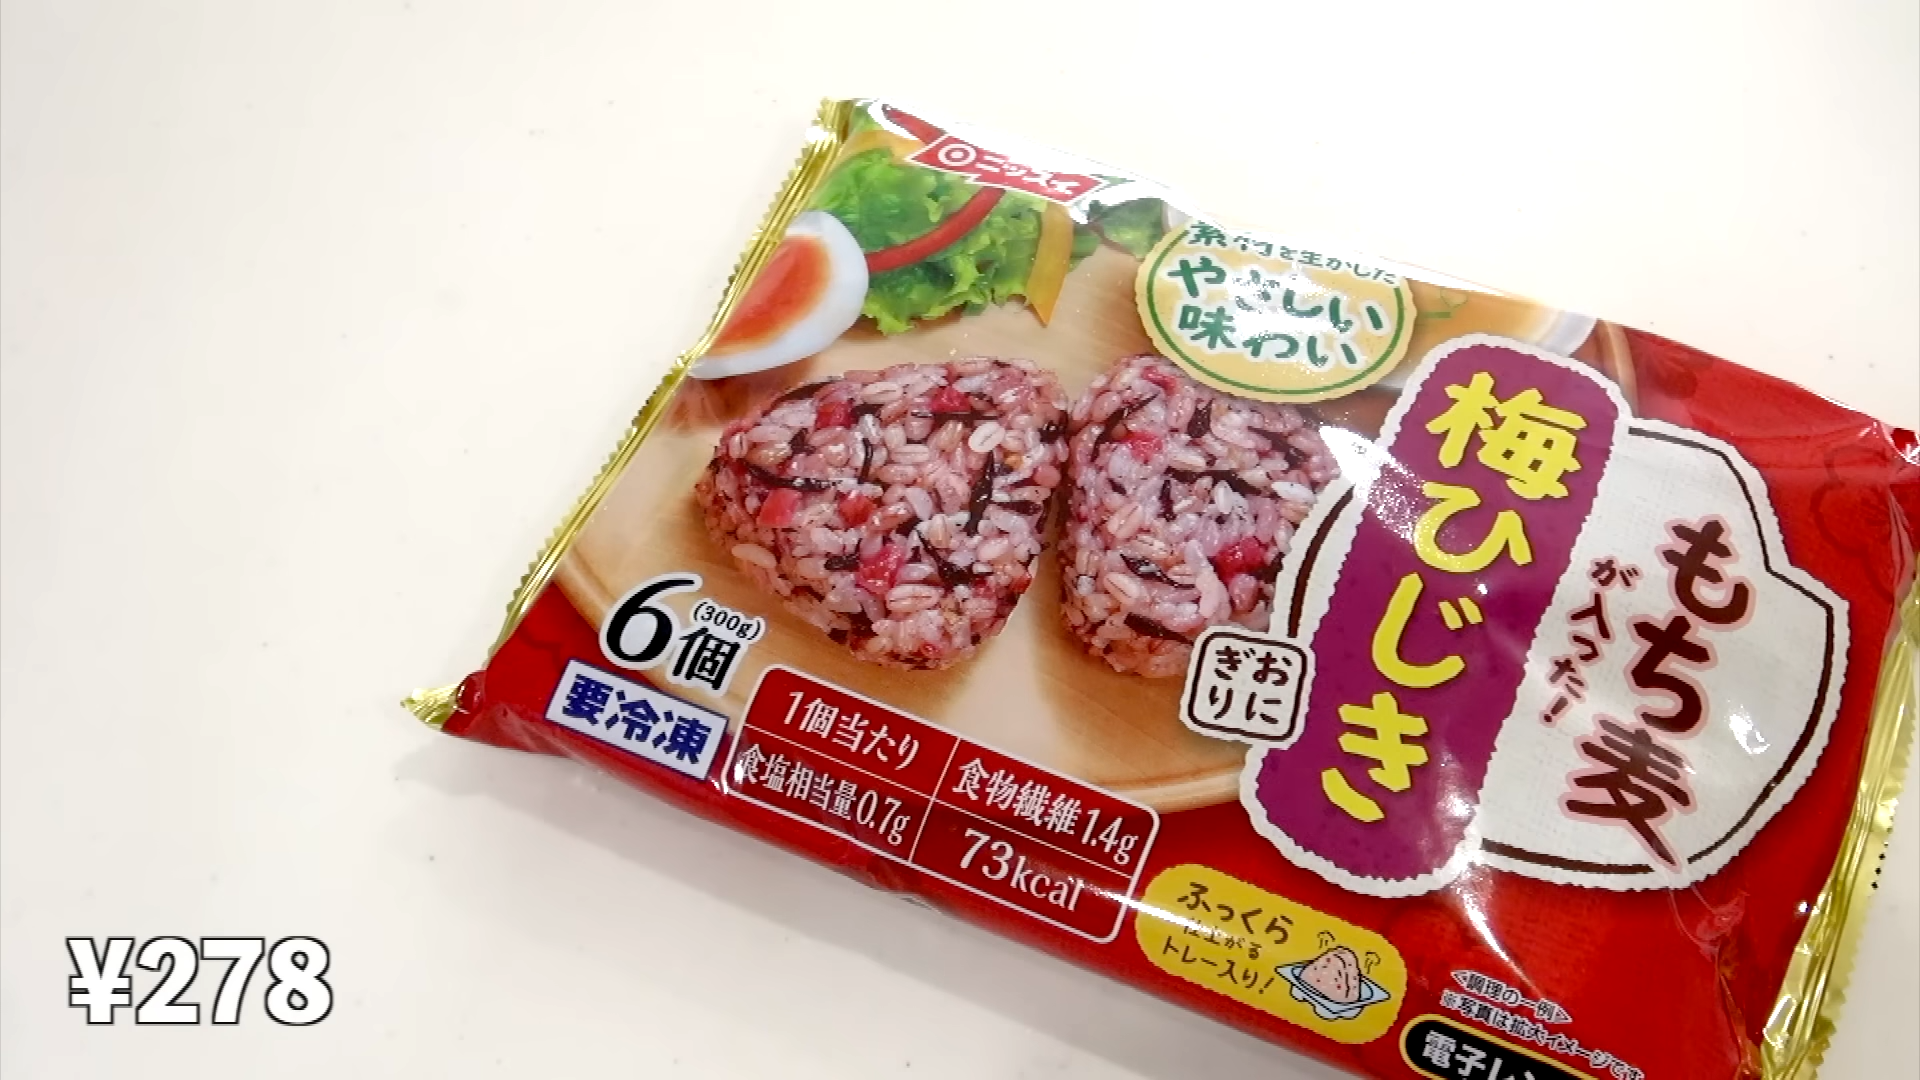 ニッスイ
素材を生かした
やさしい
味わい
梅ひじき
もち麦
が入った!
おに
ぎり
6個
(300g)
要冷凍
1個当たり
食物繊維1.4g
食塩相当量0.7g
73kcal
ふっくら
仕上がる
トレー入り!
<調理の一例>
※写真は拡大イメージです
電子レン
¥278